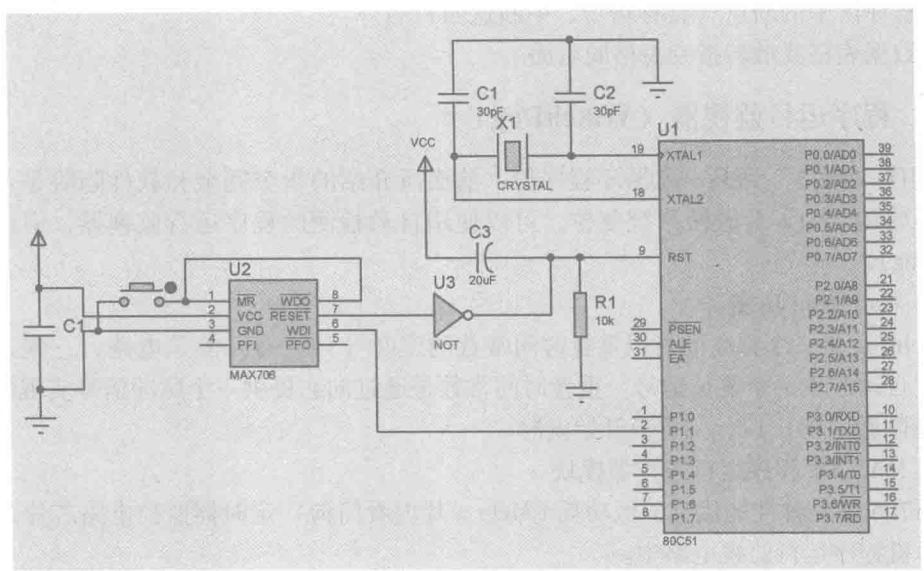 C1
30pF
C2
30pF
X1
CRYSTAL
VCC
C3
20uF
U1
19
XTAL1
18
XTAL2
9
RST
29
PSEN
30
ALE
31
EA
1
P1.0
2
P1.1
3
P1.2
4
P1.3
5
P1.4
6
P1.5
7
P1.6
8
P1.7
P0.0/AD0
39
P0.1/AD1
38
P0.2/AD2
37
P0.3/AD3
36
P0.4/AD4
35
P0.5/AD5
34
P0.6/AD6
33
P0.7/AD7
32
P2.0/A8
21
P2.1/A9
22
P2.2/A10
23
P2.3/A11
24
P2.4/A12
25
P2.5/A13
26
P2.6/A14
27
P2.7/A15
28
P3.0/RXD
10
P3.1/TXD
11
P3.2/INT0
12
P3.3/INT1
13
P3.4/T0
14
P3.5/T1
15
P3.6/WR
16
P3.7/RD
17
80C51
C1
U2
1
MR
2
VCC
3
GND
4
PFI
WDO
8
RESET
7
WDI
6
PFO
5
MAX706
U3
NOT
R1
10k